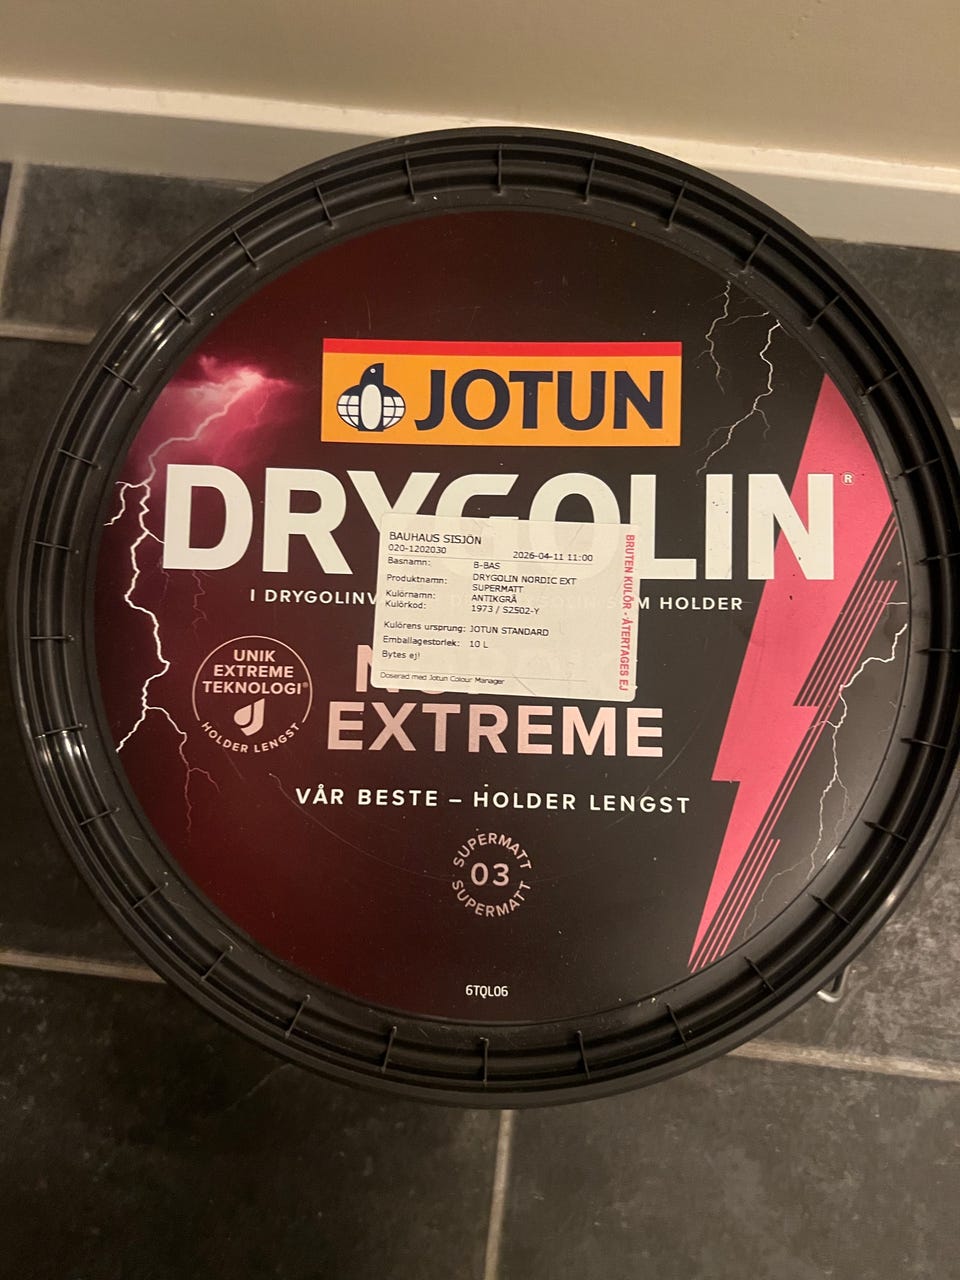 JOTUN
DRYGOLIN®
BAUHAUS SISJÖN
020-1202030 2026-04-11 11:00
Basnamn: B-BAS
Produktnamn: DRYGOLIN NORDIC EXT
SUPERMATT
Kulörnamn: ANTIKGRÅ
Kulörkod: 1973 / S2502-Y
Kulörens ursprung: JOTUN STANDARD
Emballagestorlek: 10 L
Bytes ej!
Doserad med Jotun Colour Manager
BRUTEN KULÖR - ÅTERTAGES EJ
I DRYGOLIN M HOLDER
UNIK
EXTREME
TEKNOLOGI®
HOLDER LENGST
EXTREME
VÅR BESTE – HOLDER LENGST
SUPERMATT
03
SUPERMATT
6TQL06